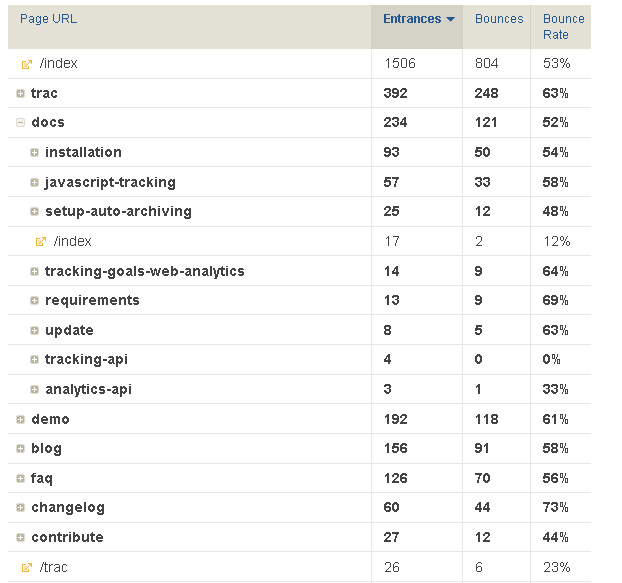 Page URL Entrances Bounces Bounce Rate
/index 1506 804 53%
trac 392 248 63%
docs 234 121 52%
installation 93 50 54%
javascript-tracking 57 33 58%
setup-auto-archiving 25 12 48%
/index 17 2 12%
tracking-goals-web-analytics 14 9 64%
requirements 13 9 69%
update 8 5 63%
tracking-api 4 0 0%
analytics-api 3 1 33%
demo 192 118 61%
blog 156 91 58%
faq 126 70 56%
changelog 60 44 73%
contribute 27 12 44%
/trac 26 6 23%